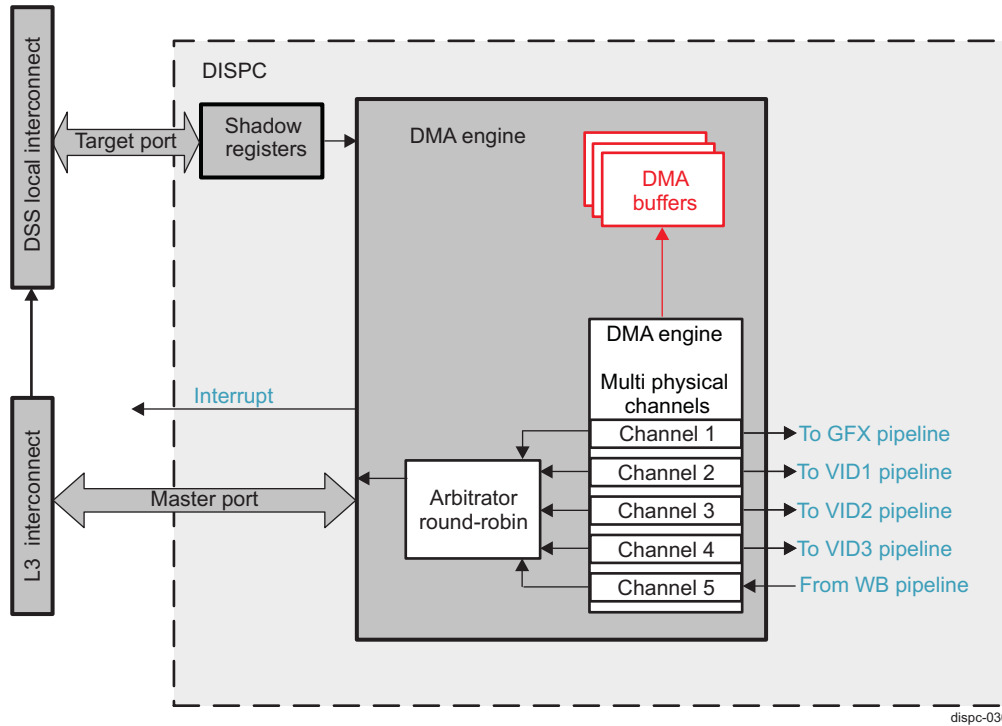 DISPC
DSS local interconnect
Target port
Shadow
registers
DMA engine
DMA
buffers
DMA engine
Multi physical
channels
Interrupt
Channel 1
To GFX pipeline
Channel 2
To VID1 pipeline
L3 interconnect
Master port
Arbitrator
round-robin
Channel 3
To VID2 pipeline
Channel 4
To VID3 pipeline
Channel 5
From WB pipeline